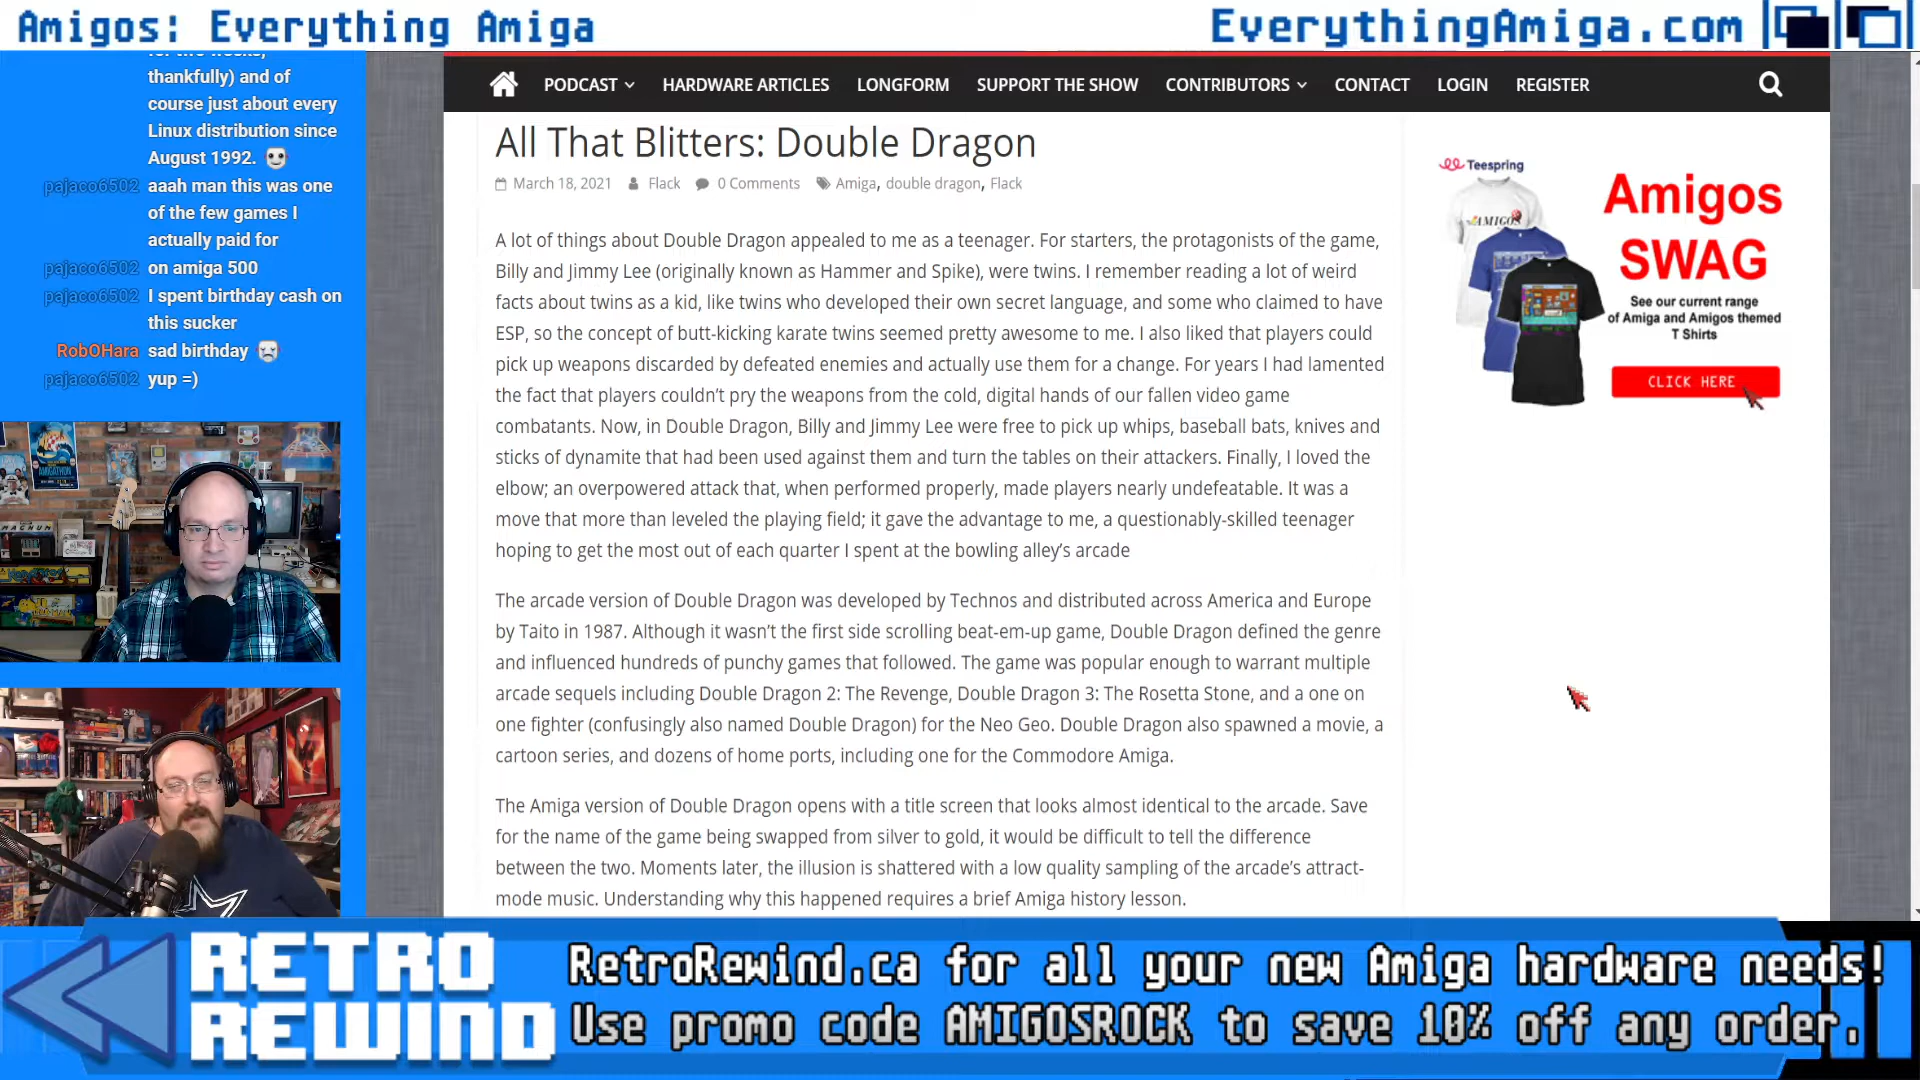 Amigos: Everything Amiga
EverythingAmiga.com
thankfully) and of
course just about every
Linux distribution since
August 1992.
pajaco6502 aaah man this was one
of the few games I
actually paid for
pajaco6502 on amiga 500
pajaco6502 I spent birthday cash on
this sucker
RobOHara sad birthday
pajaco6502 yup =)
PODCAST HARDWARE ARTICLES LONGFORM SUPPORT THE SHOW CONTRIBUTORS CONTACT LOGIN REGISTER
All That Blitters: Double Dragon
March 18, 2021 Flack 0 Comments Amiga, double dragon, Flack
A lot of things about Double Dragon appealed to me as a teenager. For starters, the protagonists of the game,
Billy and Jimmy Lee (originally known as Hammer and Spike), were twins. I remember reading a lot of weird
facts about twins as a kid, like twins who developed their own secret language, and some who claimed to have
ESP, so the concept of butt-kicking karate twins seemed pretty awesome to me. I also liked that players could
pick up weapons discarded by defeated enemies and actually use them for a change. For years I had lamented
the fact that players couldn't pry the weapons from the cold, digital hands of our fallen video game
combatants. Now, in Double Dragon, Billy and Jimmy Lee were free to pick up whips, baseball bats, knives and
sticks of dynamite that had been used against them and turn the tables on their attackers. Finally, I loved the
elbow; an overpowered attack that, when performed properly, made players nearly undefeatable. It was a
move that more than leveled the playing field; it gave the advantage to me, a questionably-skilled teenager
hoping to get the most out of each quarter I spent at the bowling alley's arcade
The arcade version of Double Dragon was developed by Technos and distributed across America and Europe
by Taito in 1987. Although it wasn't the first side scrolling beat-em-up game, Double Dragon defined the genre
and influenced hundreds of punchy games that followed. The game was popular enough to warrant multiple
arcade sequels including Double Dragon 2: The Revenge, Double Dragon 3: The Rosetta Stone, and a one on
one fighter (confusingly also named Double Dragon) for the Neo Geo. Double Dragon also spawned a movie, a
cartoon series, and dozens of home ports, including one for the Commodore Amiga.
The Amiga version of Double Dragon opens with a title screen that looks almost identical to the arcade. Save
for the name of the game being swapped from silver to gold, it would be difficult to tell the difference
between the two. Moments later, the illusion is shattered with a low quality sampling of the arcade's attract-
mode music. Understanding why this happened requires a brief Amiga history lesson.
Teespring
AMIGOS
Amigos
SWAG
See our current range
of Amiga and Amigos themed
T Shirts
CLICK HERE
RETRO
REWIND
RetroRewind.ca for all your new Amiga hardware needs!
Use promo code AMIGOSROCK to save 10% off any order.